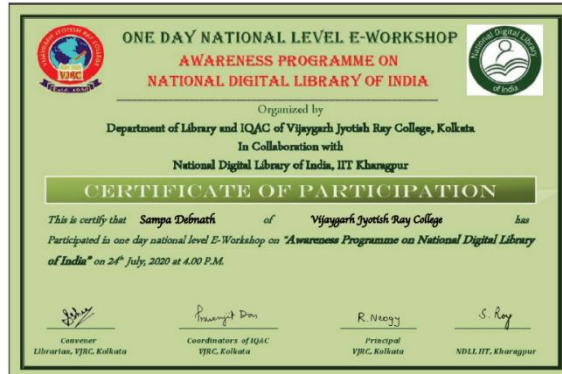 ONE DAY NATIONAL LEVEL E-WORKSHOP
AWARENESS PROGRAMME ON
NATIONAL DIGITAL LIBRARY OF INDIA
VIJAYGARH JYOTISH RAY COLLEGE
VJRC
National Digital Library
of India
Organized by
Department of Library and IQAC of Vijaygarh Jyotish Ray College, Kolkata
In Collaboration with
National Digital Library of India, IIT Kharagpur
CERTIFICATE OF PARTICIPATION
This is certify that Sampa Debnath of Vijaygarh Jyotish Ray College has
Participated in one day national level E-Workshop on "Awareness Programme on National Digital Library
of India" on 24th July, 2020 at 4.00 P.M.
R. Neogy
S. Roy
Convener
Librarian, VJRC, Kolkata
Coordinators of IQAC
VJRC, Kolkata
Principal
VJRC, Kolkata
NDLI, IIT, Kharagpur